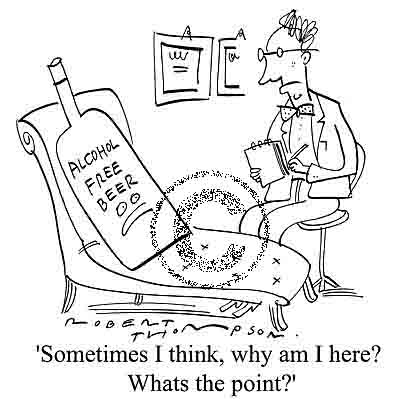 ALCOHOL
FREE
BEER
ROBERT
THOMPSON.
'Sometimes I think, why am I here?
Whats the point?'